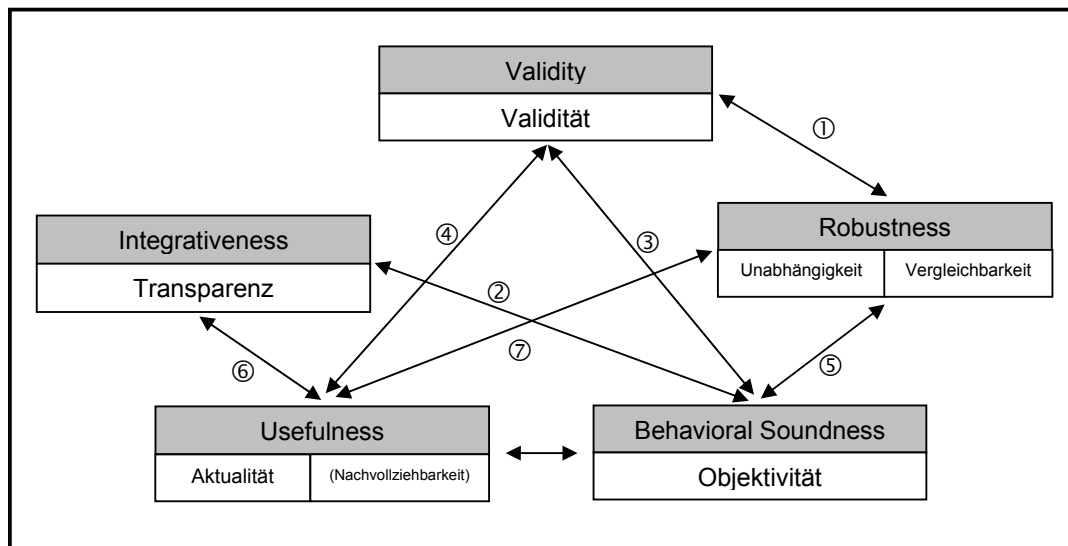 Validity
Validität
①
Integrativeness
Transparenz
④
③
Robustness
Unabhängigkeit Vergleichbarkeit
②
⑦
⑥
⑤
Usefulness
Aktualität (Nachvollziehbarkeit)
Behavioral Soundness
Objektivität